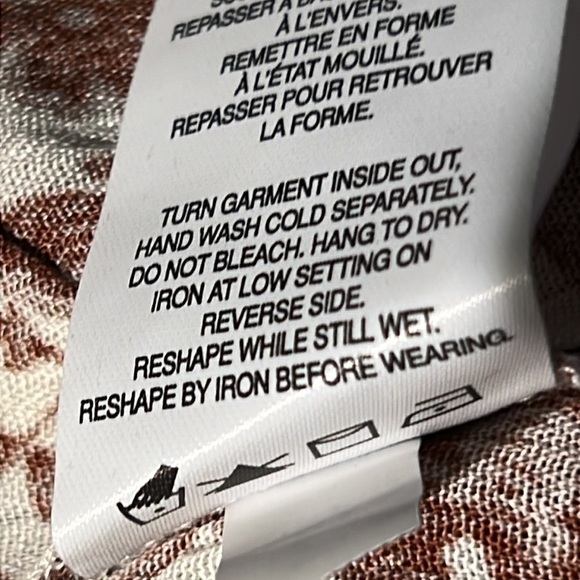 REPASSER À
À L'ENVERS.
REMETTRE EN FORME
À L'ÉTAT MOUILLÉ.
REPASSER POUR RETROUVER
LA FORME.
TURN GARMENT INSIDE OUT,
HAND WASH COLD SEPARATELY.
DO NOT BLEACH. HANG TO DRY.
IRON AT LOW SETTING ON
REVERSE SIDE.
RESHAPE WHILE STILL WET.
RESHAPE BY IRON BEFORE WEARING.